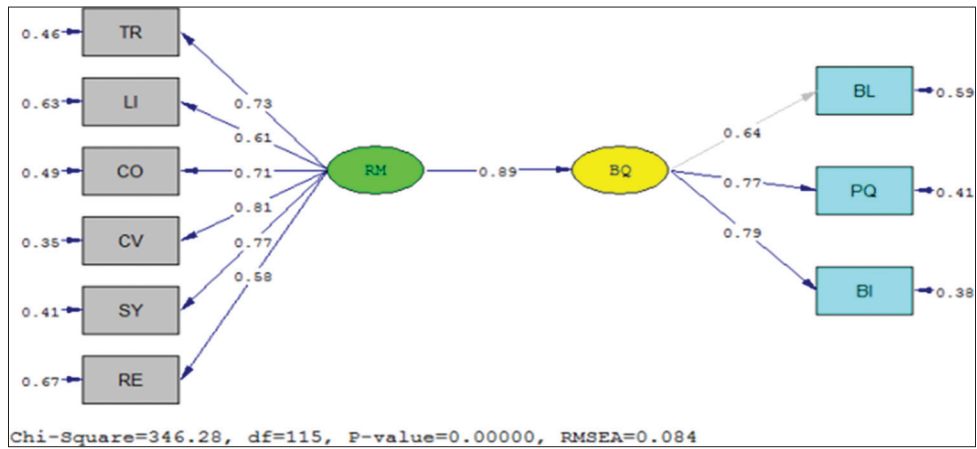 0.46 TR
0.63 LI
0.49 CO
0.35 CV
0.41 SY
0.67 RE
0.73
0.61
0.71
0.81
0.77
0.58
RM
0.89
BQ
0.64
0.77
0.79
BL 0.59
PQ 0.41
BI 0.38
Chi-Square=346.28, df=115, P-value=0.00000, RMSEA=0.084